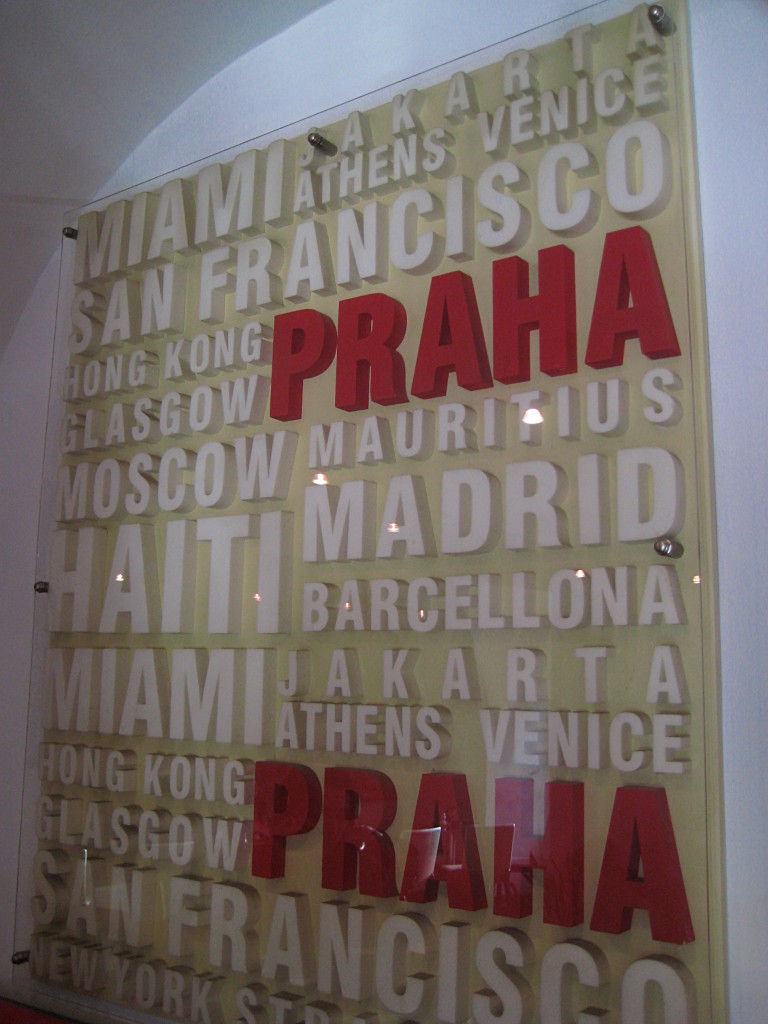 JAKARTA
MIAMI ATHENS VENICE
SAN FRANCISCO
HONG KONG PRAHA
GLASGOW
MOSCOW MAURITIUS
MADRID
HAITI BARCELLONA
MIAMI JAKARTA
ATHENS VENICE
HONG KONG PRAHA
GLASGOW
SAN FRANCISCO
NEW YORK